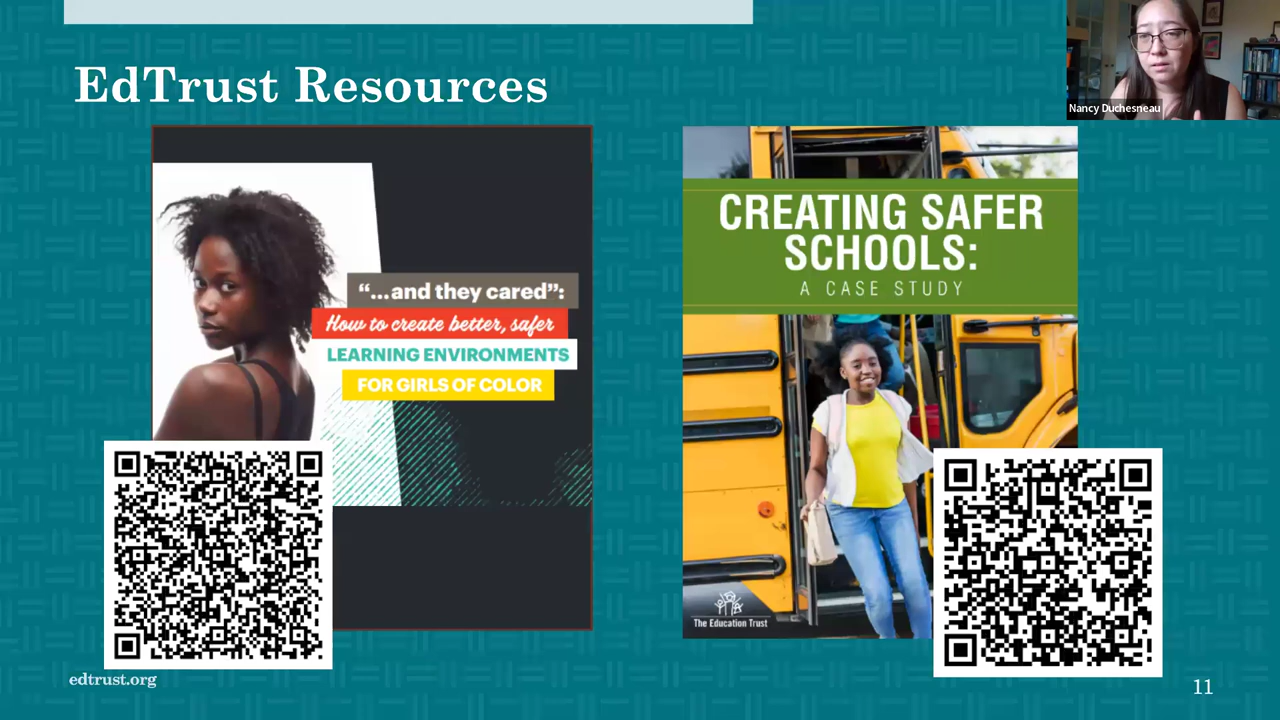 EdTrust Resources
Nancy Duchesneau
“...and they cared”:
How to create better, safer
LEARNING ENVIRONMENTS
FOR GIRLS OF COLOR
CREATING SAFER
SCHOOLS:
A CASE STUDY
The Education Trust
edtrust.org
11